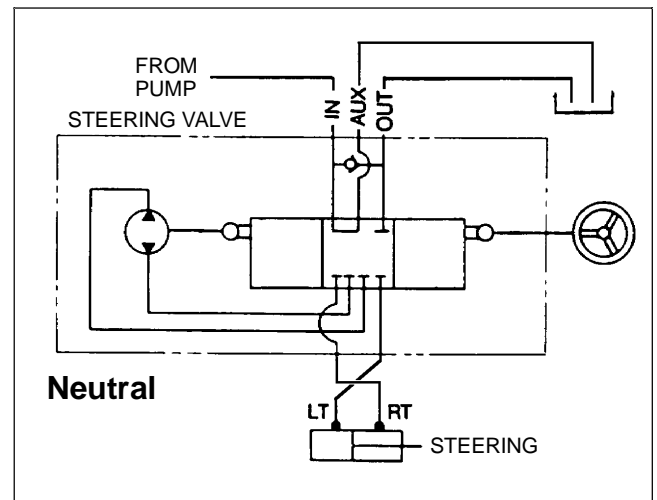 FROM
PUMP
STEERING VALVE
IN
AUX
OUT
Neutral
LT
RT
STEERING